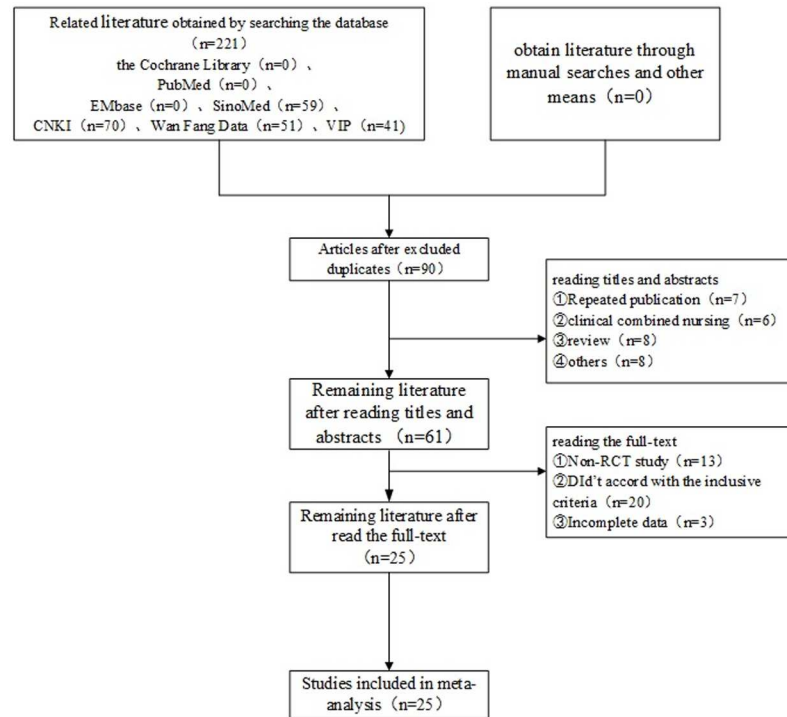 Related literature obtained by searching the database
（n=221）
the Cochrane Library（n=0）、
PubMed（n=0）、
EMbase（n=0）、 SinoMed（n=59）、
CNKI（n=70）、Wan Fang Data（n=51）、VIP（n=41)
obtain literature through
manual searches and other
means（n=0）
Articles after excluded
duplicates（n=90）
reading titles and abstracts
①Repeated publication（n=7）
②clinical combined nursing（n=6）
③review（n=8）
④others（n=8）
Remaining literature
after reading titles and
abstracts （n=61）
reading the full-text
①Non-RCT study（n=13）
②DId’t accord with the inclusive
criteria（n=20）
③Incomplete data（n=3）
Remaining literature after
read the full-text
（n=25）
Studies included in meta-
analysis（n=25）